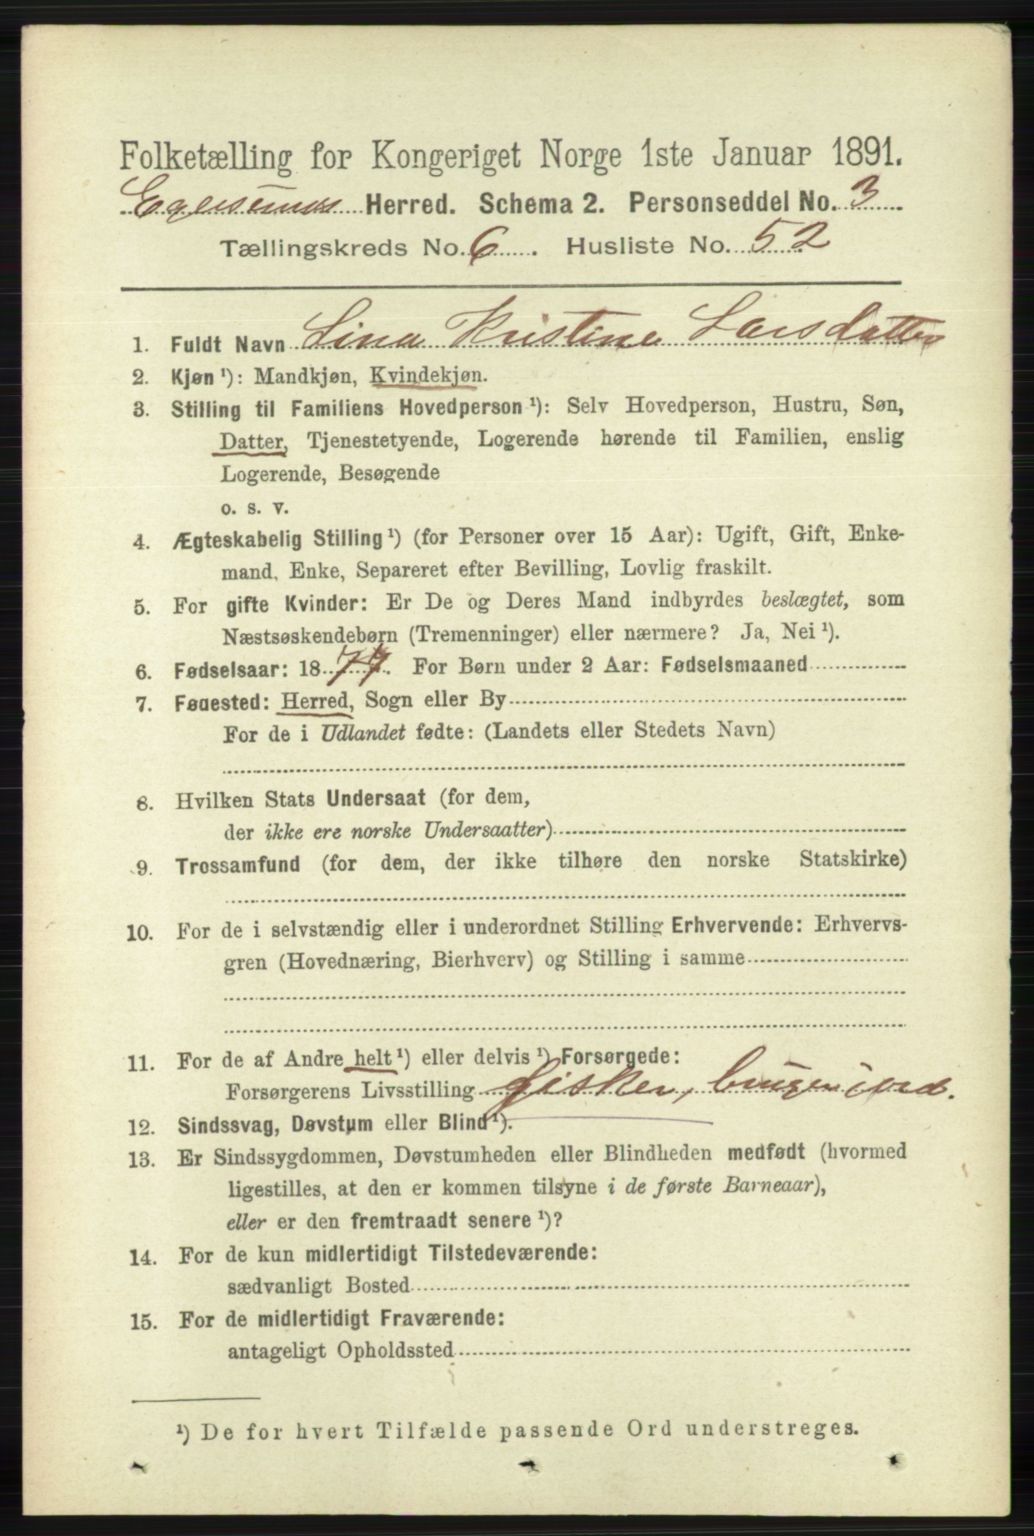 Folketælling for Kongeriget Norge 1ste Januar 1891.
Egersunds Herred. Schema 2. Personseddel No. 3
Tællingskreds No. 6. Husliste No. 52
1. Fuldt Navn Lina Kristine Larsdatter
2. Kjøn ¹): Mandkjøn, Kvindekjøn.
3. Stilling til Familiens Hovedperson ¹): Selv Hovedperson, Hustru, Søn,
Datter, Tjenestetyende, Logerende hørende til Familien, enslig
Logerende, Besøgende
o. s. v.
4. Ægteskabelig Stilling ¹) (for Personer over 15 Aar): Ugift, Gift, Enke-
mand, Enke, Separeret efter Bevilling, Lovlig fraskilt.
5. For gifte Kvinder: Er De og Deres Mand indbyrdes beslægtet, som
Næstsøskendebørn (Tremenninger) eller nærmere? Ja, Nei ¹).
6. Fødselsaar: 1877. For Børn under 2 Aar: Fødselsmaaned
7. Fødested: Herred, Sogn eller By
For de i Udlandet fødte: (Landets eller Stedets Navn)
8. Hvilken Stats Undersaat (for dem,
der ikke ere norske Undersaatter)
9. Trossamfund (for dem, der ikke tilhøre den norske Statskirke)
10. For de i selvstændig eller i underordnet Stilling Erhvervende: Erhvervs-
gren (Hovednæring, Bierhverv) og Stilling i samme
11. For de af Andre helt ¹) eller delvis ¹) Forsørgede:
Forsørgerens Livsstilling fisker, bruger jord.
12. Sindssvag, Døvstum eller Blind ¹).
13. Er Sindssygdommen, Døvstumheden eller Blindheden medfødt (hvormed
ligestilles, at den er kommen tilsyne i de første Barneaar),
eller er den fremtraadt senere ¹)?
14. For de kun midlertidigt Tilstedeværende:
sædvanligt Bosted
15. For de midlertidigt Fraværende:
antageligt Opholdssted
¹) De for hvert Tilfælde passende Ord understreges.